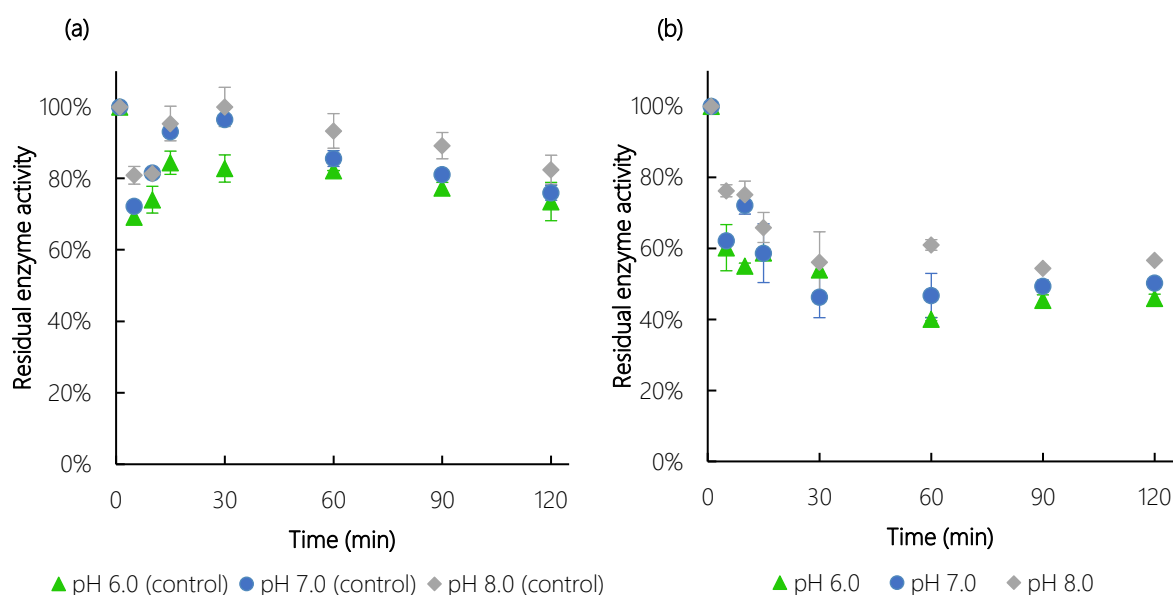 (a)
100%
80%
60%
40%
20%
0%
Residual enzyme activity
0 30 60 90 120
Time (min)
pH 6.0 (control) pH 7.0 (control) pH 8.0 (control)
(b)
100%
80%
60%
40%
20%
0%
Residual enzyme activity
0 30 60 90 120
Time (min)
pH 6.0 pH 7.0 pH 8.0